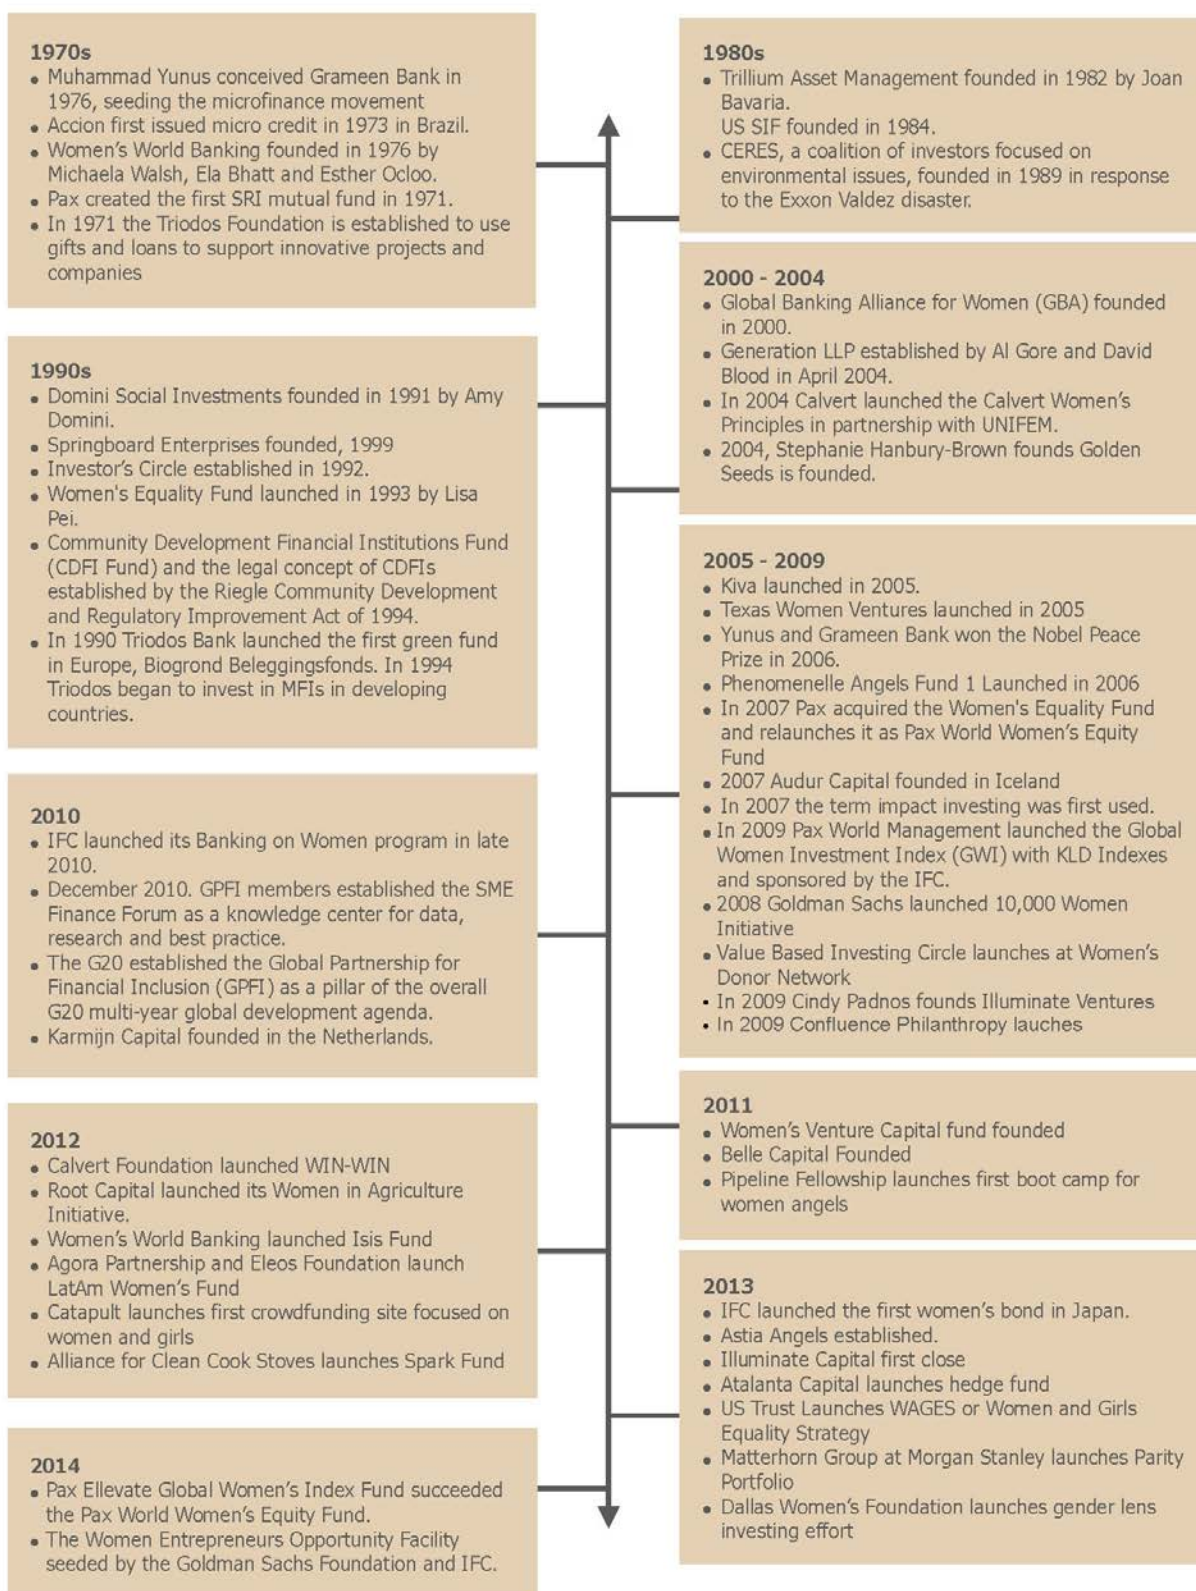 1970s
• Muhammad Yunus conceived Grameen Bank in
1976, seeding the microfinance movement
• Accion first issued micro credit in 1973 in Brazil.
• Women's World Banking founded in 1976 by
Michaela Walsh, Ela Bhatt and Esther Ocloo.
• Pax created the first SRI mutual fund in 1971.
• In 1971 the Triodos Foundation is established to use
gifts and loans to support innovative projects and
companies
1980s
• Trillium Asset Management founded in 1982 by Joan
Bavaria.
US SIF founded in 1984.
• CERES, a coalition of investors focused on
environmental issues, founded in 1989 in response
to the Exxon Valdez disaster.
1990s
• Domini Social Investments founded in 1991 by Amy
Domini.
• Springboard Enterprises founded, 1999
• Investor's Circle established in 1992.
• Women's Equality Fund launched in 1993 by Lisa
Pei.
• Community Development Financial Institutions Fund
(CDFI Fund) and the legal concept of CDFIs
established by the Riegle Community Development
and Regulatory Improvement Act of 1994.
• In 1990 Triodos Bank launched the first green fund
in Europe, Biogrond Beleggingsfonds. In 1994
Triodos began to invest in MFIs in developing
countries.
2000 - 2004
• Global Banking Alliance for Women (GBA) founded
in 2000.
• Generation LLP established by Al Gore and David
Blood in April 2004.
• In 2004 Calvert launched the Calvert Women's
Principles in partnership with UNIFEM.
• 2004, Stephanie Hanbury-Brown founds Golden
Seeds is founded.
2005 - 2009
• Kiva launched in 2005.
• Texas Women Ventures launched in 2005
• Yunus and Grameen Bank won the Nobel Peace
Prize in 2006.
• Phenomenelle Angels Fund 1 Launched in 2006
• In 2007 Pax acquired the Women's Equality Fund
and relaunches it as Pax World Women's Equity
Fund
• 2007 Audur Capital founded in Iceland
• In 2007 the term impact investing was first used.
• In 2009 Pax World Management launched the Global
Women Investment Index (GWI) with KLD Indexes
and sponsored by the IFC.
• 2008 Goldman Sachs launched 10,000 Women
Initiative
• Value Based Investing Circle launches at Women's
Donor Network
• In 2009 Cindy Padnos founds Illuminate Ventures
• In 2009 Confluence Philanthropy lauches
2010
• IFC launched its Banking on Women program in late
2010.
• December 2010. GPFI members established the SME
Finance Forum as a knowledge center for data,
research and best practice.
• The G20 established the Global Partnership for
Financial Inclusion (GPFI) as a pillar of the overall
G20 multi-year global development agenda.
• Karmijn Capital founded in the Netherlands.
2011
• Women's Venture Capital fund founded
• Belle Capital Founded
• Pipeline Fellowship launches first boot camp for
women angels
2012
• Calvert Foundation launched WIN-WIN
• Root Capital launched its Women in Agriculture
Initiative.
• Women's World Banking launched Isis Fund
• Agora Partnership and Eleos Foundation launch
LatAm Women's Fund
• Catapult launches first crowdfunding site focused on
women and girls
• Alliance for Clean Cook Stoves launches Spark Fund
2013
• IFC launched the first women's bond in Japan.
• Astia Angels established.
• Illuminate Capital first close
• Atalanta Capital launches hedge fund
• US Trust Launches WAGES or Women and Girls
Equality Strategy
• Matterhorn Group at Morgan Stanley launches Parity
Portfolio
• Dallas Women's Foundation launches gender lens
investing effort
2014
• Pax Ellevate Global Women's Index Fund succeeded
the Pax World Women's Equity Fund.
• The Women Entrepreneurs Opportunity Facility
seeded by the Goldman Sachs Foundation and IFC.